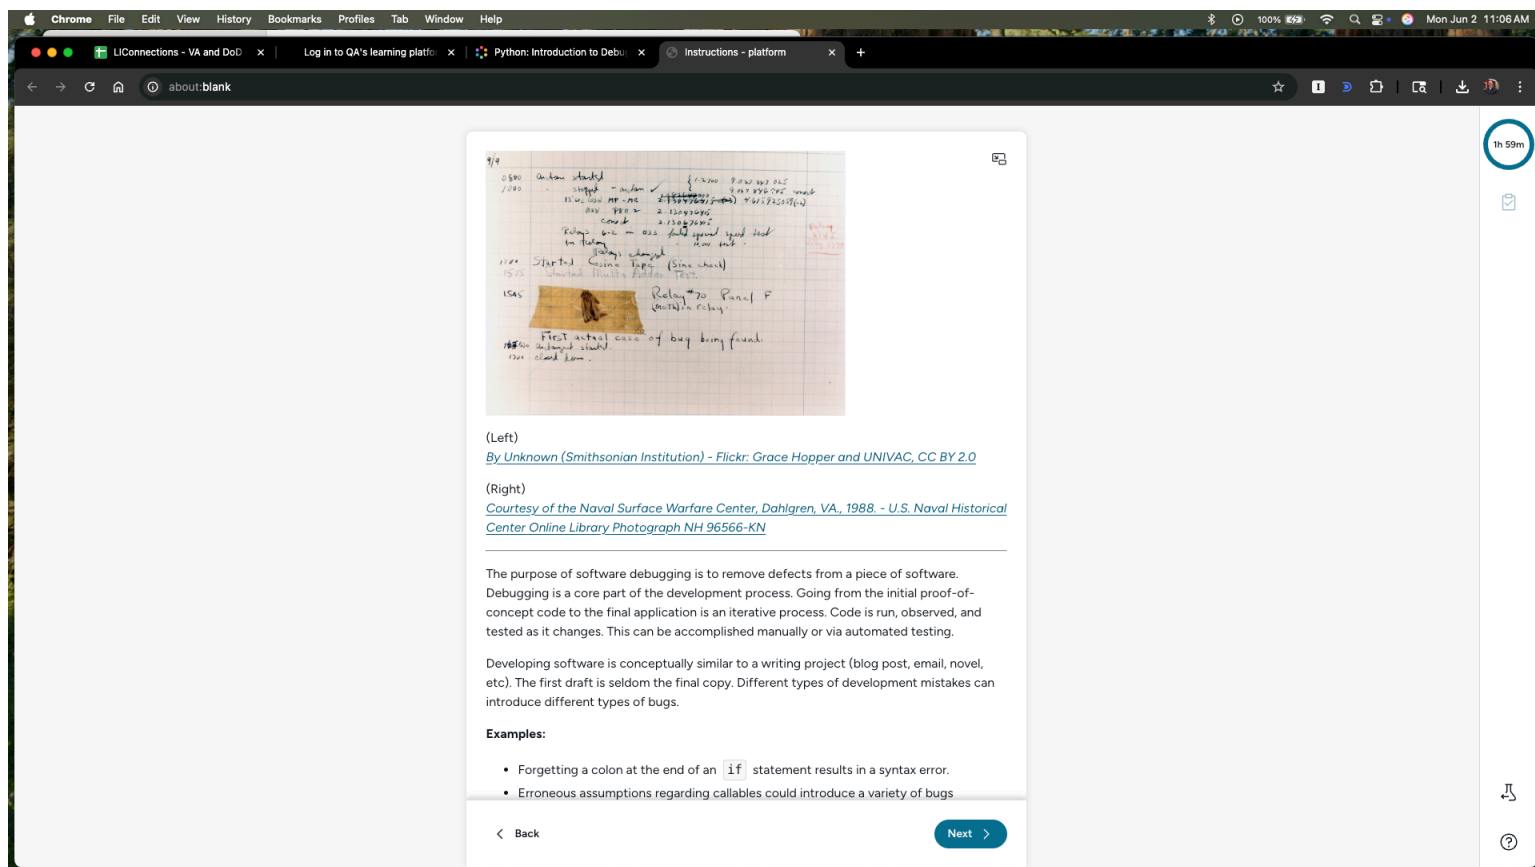 Chrome File Edit View History Bookmarks Profiles Tab Window Help
100% Mon Jun 2 11:06 AM
LIConnections - VA and DoD
Log in to QA's learning platfo
Python: Introduction to Debug
Instructions - platform
about:blank
1h 59m
9/9
0800 Antan started
1000 " stopped - antan ✓
13" uc MP - MC
033 PRO 2
correct
Relays 6-2 in 033 failed special speed test
in relay
Relays changed
Started Cosine Tape (Sine check)
1525 Started Mult+ Adder Test.
1545 Relay #70 Panel F
(moth) in relay.
First actual case of bug being found.
antangent started.
1700 closed down.
(Left)
By Unknown (Smithsonian Institution) - Flickr: Grace Hopper and UNIVAC, CC BY 2.0
(Right)
Courtesy of the Naval Surface Warfare Center, Dahlgren, VA., 1988. - U.S. Naval Historical
Center Online Library Photograph NH 96566-KN
The purpose of software debugging is to remove defects from a piece of software.
Debugging is a core part of the development process. Going from the initial proof-of-
concept code to the final application is an iterative process. Code is run, observed, and
tested as it changes. This can be accomplished manually or via automated testing.
Developing software is conceptually similar to a writing project (blog post, email, novel,
etc). The first draft is seldom the final copy. Different types of development mistakes can
introduce different types of bugs.
Examples:
• Forgetting a colon at the end of an if statement results in a syntax error.
• Erroneous assumptions regarding callables could introduce a variety of bugs
Back
Next